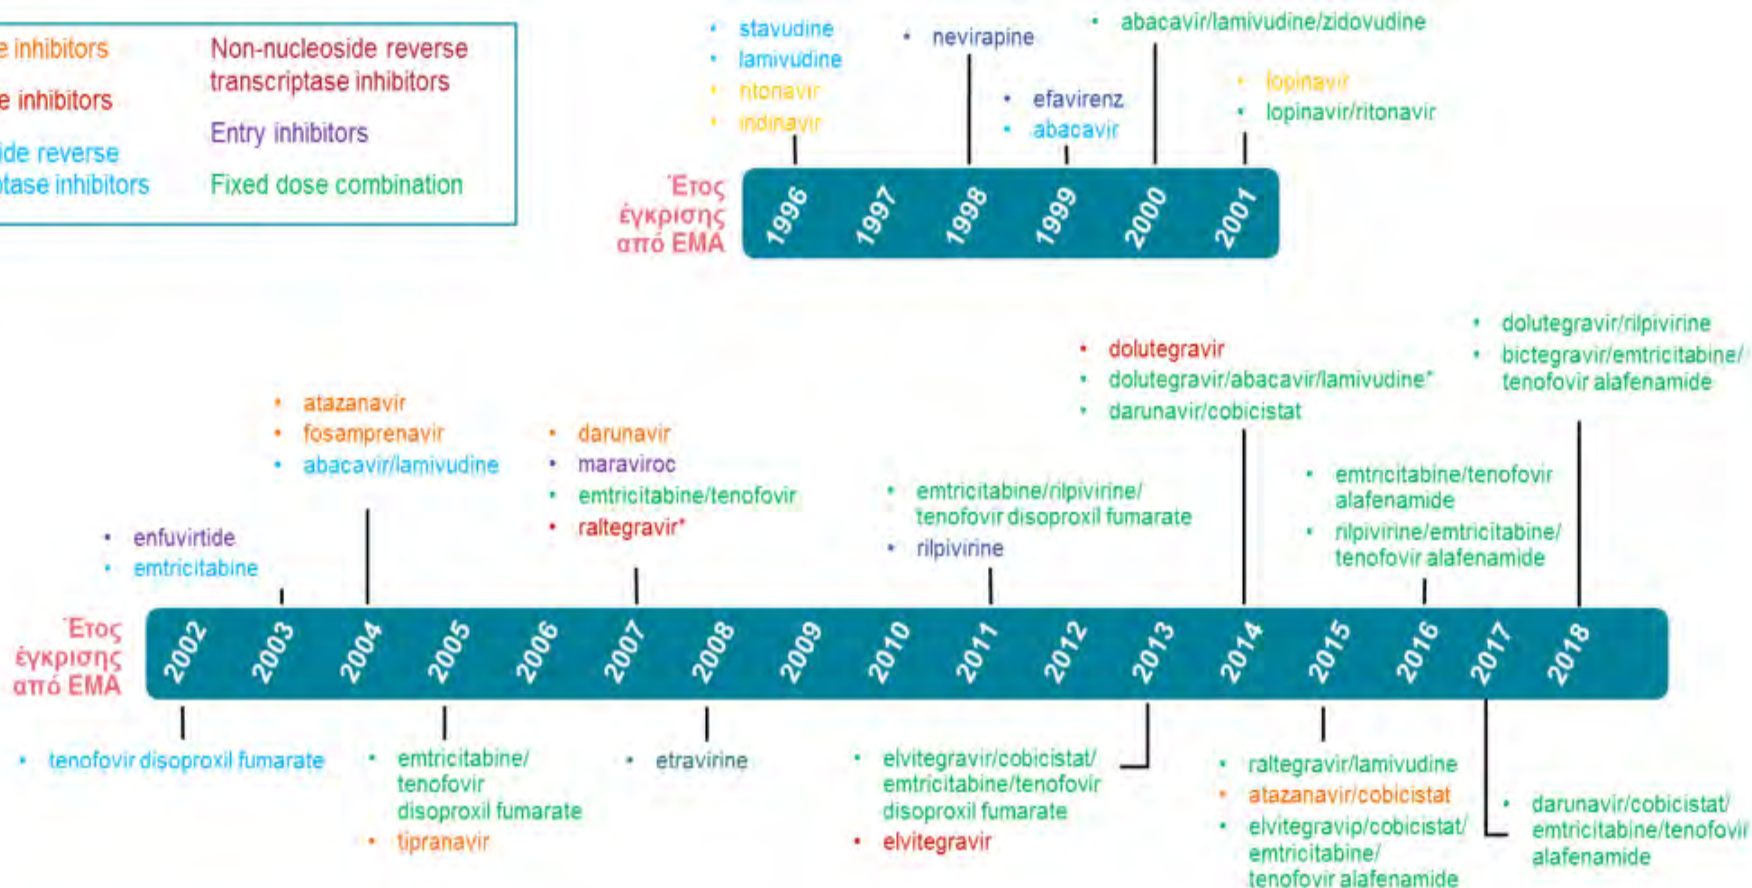 e inhibitors
e inhibitors
ide reverse
ptase inhibitors
Non-nucleoside reverse
transcriptase inhibitors
Entry inhibitors
Fixed dose combination
• stavudine
• lamivudine
• ritonavir
• indinavir
• nevirapine
• efavirenz
• abacavir
• abacavir/lamivudine/zidovudine
• lopinavir
• lopinavir/ritonavir
Έτος
έγκρισης
από EMA
1996
1997
1998
1999
2000
2001
• enfuvirtide
• emtricitabine
• atazanavir
• fosamprenavir
• abacavir/lamivudine
• darunavir
• maraviroc
• emtricitabine/tenofovir
• raltegravir*
• emtricitabine/rilpivirine/
tenofovir disoproxil fumarate
• rilpivirine
• dolutegravir
• dolutegravir/abacavir/lamivudine*
• darunavir/cobicistat
• emtricitabine/tenofovir
alafenamide
• rilpivirine/emtricitabine/
tenofovir alafenamide
• dolutegravir/rilpivirine
• bictegravir/emtricitabine/
tenofovir alafenamide
Έτος
έγκρισης
από EMA
2002
2003
2004
2005
2006
2007
2008
2009
2010
2011
2012
2013
2014
2015
2016
2017
2018
• tenofovir disoproxil fumarate
• emtricitabine/
tenofovir
disoproxil fumarate
• tipranavir
• etravirine
• elvitegravir/cobicistat/
emtricitabine/tenofovir
disoproxil fumarate
• elvitegravir
• raltegravir/lamivudine
• atazanavir/cobicistat
• elvitegravip/cobicistat/
emtricitabine/
tenofovir alafenamide
• darunavir/cobicistat/
emtricitabine/tenofovir
alafenamide